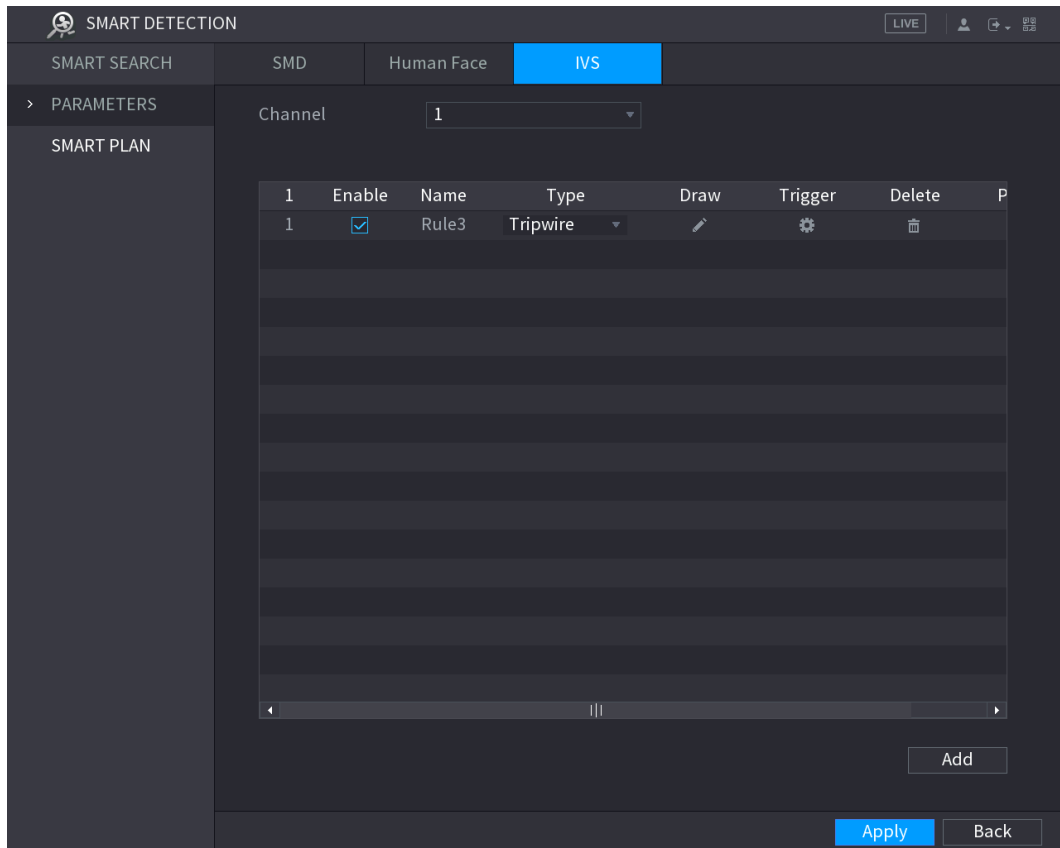 SMART DETECTION LIVE
SMART SEARCH SMD Human Face IVS
> PARAMETERS
Channel 1
SMART PLAN
1 Enable Name Type Draw Trigger Delete P
1 Rule3 Tripwire
Add
Apply Back